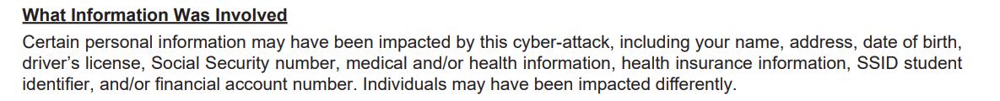 What Information Was Involved
Certain personal information may have been impacted by this cyber-attack, including your name, address, date of birth,
driver’s license, Social Security number, medical and/or health information, health insurance information, SSID student
identifier, and/or financial account number. Individuals may have been impacted differently.